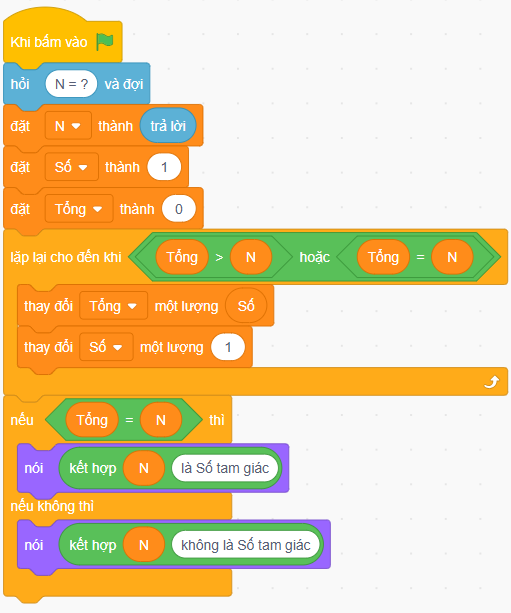 Khi bấm vào
hỏi N = ? và đợi
đặt N thành trả lời
đặt Số thành 1
đặt Tổng thành 0
lặp lại cho đến khi Tổng > N hoặc Tổng = N
thay đổi Tổng một lượng Số
thay đổi Số một lượng 1
nếu Tổng = N thì
nói kết hợp N là Số tam giác
nếu không thì
nói kết hợp N không là Số tam giác